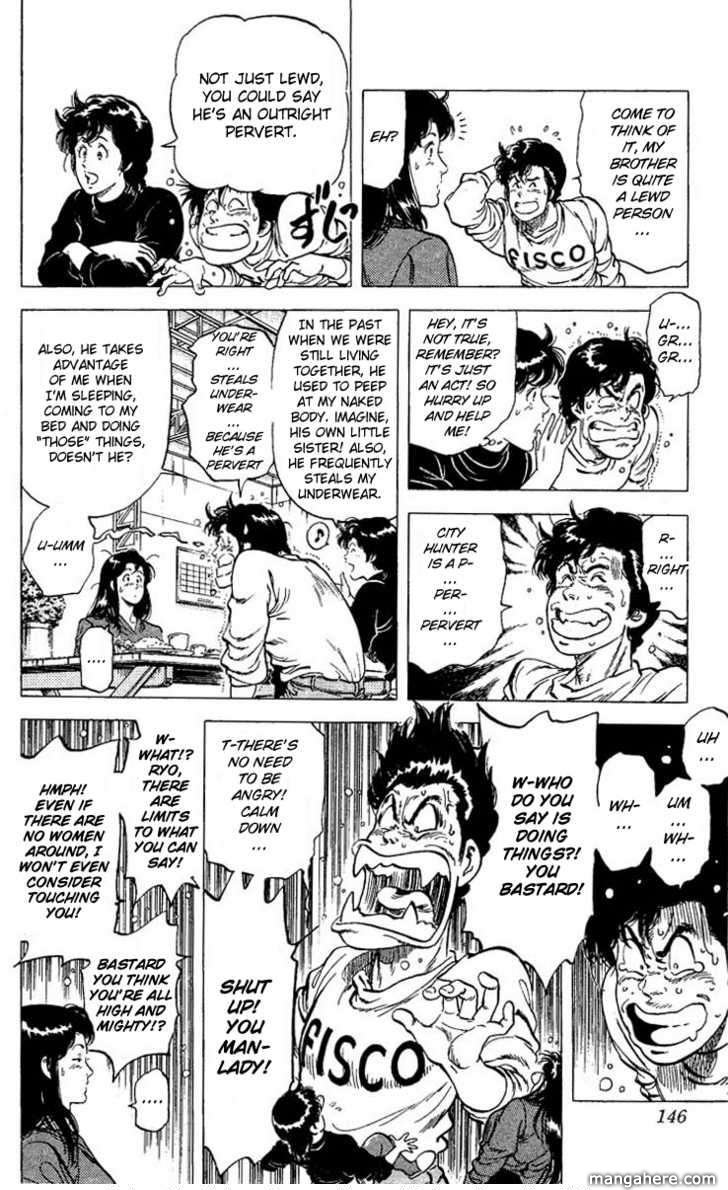 COME TO
THINK OF
IT, MY
BROTHER
IS QUITE
A LEWD
PERSON
...
EH?
FISCO
NOT JUST LEWD,
YOU COULD SAY
HE'S AN OUTRIGHT
PERVERT.
ずいっ
U-...
GR...
GR...
HEY, IT'S
NOT TRUE,
REMEMBER?
IT'S JUST
AN ACT! SO
HURRY UP
AND HELP
ME!
R-
...
RIGHT
...
CITY
HUNTER
IS A P-
...
PER-
...
PERVERT
IN THE PAST
WHEN WE WERE
STILL LIVING
TOGETHER, HE
USED TO PEEP
AT MY NAKED
BODY. IMAGINE,
HIS OWN LITTLE
SISTER! ALSO,
HE FREQUENTLY
STEALS MY
UNDERWEAR.
YOU'RE
RIGHT
...
STEALS
UNDER-
WEAR
...
BECAUSE
HE'S A
PERVERT
ALSO, HE TAKES
ADVANTAGE
OF ME WHEN
I'M SLEEPING,
COMING TO MY
BED AND DOING
"THOSE" THINGS,
DOESN'T HE?
U-UMM
...
....
UH
...
UM
...
WH-
...
WH-
...
W-WHO
DO YOU
SAY IS
DOING
THINGS?!
YOU
BASTARD!
T-THERE'S
NO NEED
TO BE
ANGRY!
CALM
DOWN
...
FISCO
SHUT
UP!
YOU
MAN-
LADY!
W-
WHAT!?
RYO,
THERE
ARE
LIMITS
TO WHAT
YOU CAN
SAY!
HMPH!
EVEN IF
THERE ARE
NO WOMEN
AROUND, I
WON'T EVEN
CONSIDER
TOUCHING
YOU!
BASTARD
YOU THINK
YOU'RE ALL
HIGH AND
MIGHTY!?
....
146
mangahere.com